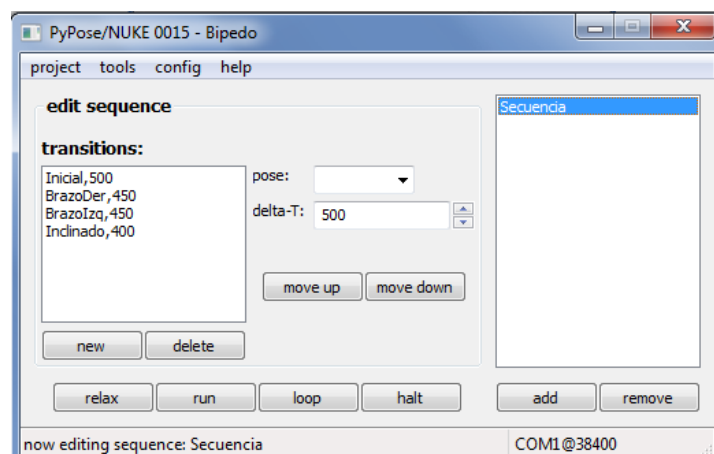 PyPose/NUKE 0015 - Bipedo
project tools config help
edit sequence
transitions:
Inicial,500
BrazoDer,450
BrazoIzq,450
Inclinado,400
pose:
delta-T: 500
move up move down
new delete
Secuencia
relax run loop halt add remove
now editing sequence: Secuencia COM1@38400